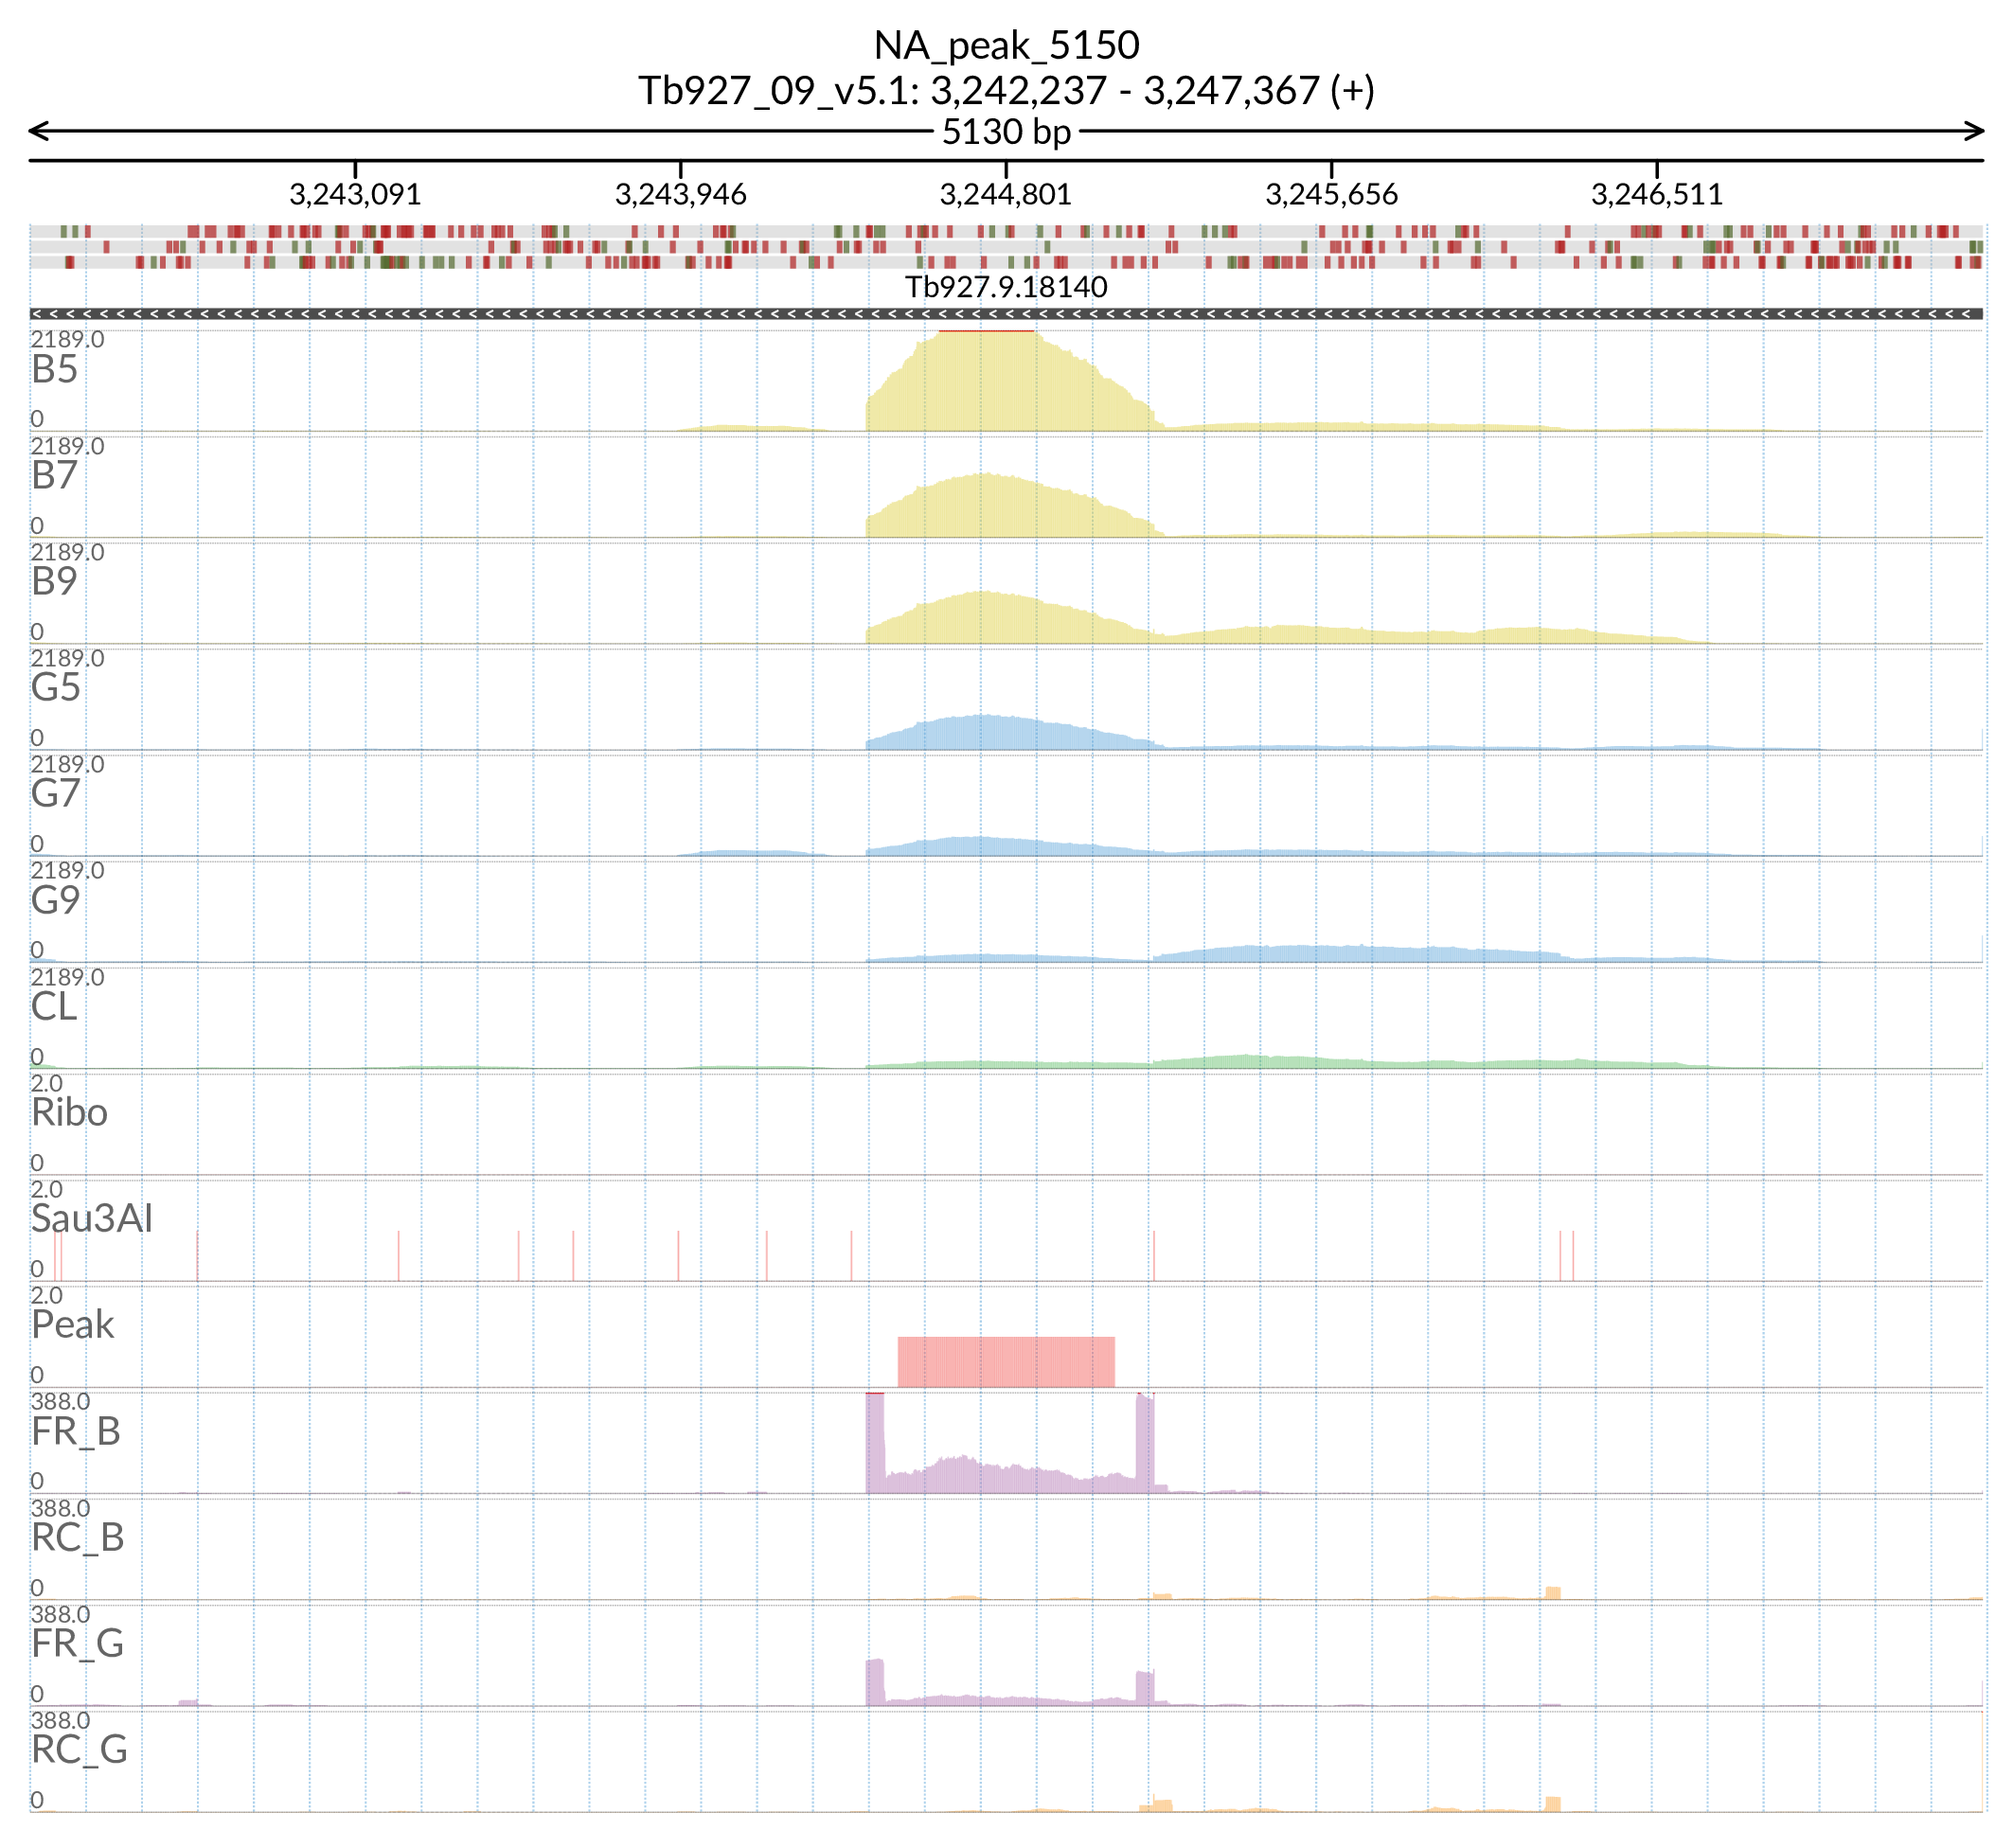 NA_peak_5150
Tb927_09_v5.1: 3,242,237 - 3,247,367 (+)
5130 bp
3,243,091 3,243,946 3,244,801 3,245,656 3,246,511
Tb927.9.18140
2189.0
B5
0
2189.0
B7
0
2189.0
B9
0
2189.0
G5
0
2189.0
G7
0
2189.0
G9
0
2189.0
CL
0
2.0
Ribo
0
2.0
Sau3AI
0
2.0
Peak
0
388.0
FR_B
0
388.0
RC_B
0
388.0
FR_G
0
388.0
RC_G
0